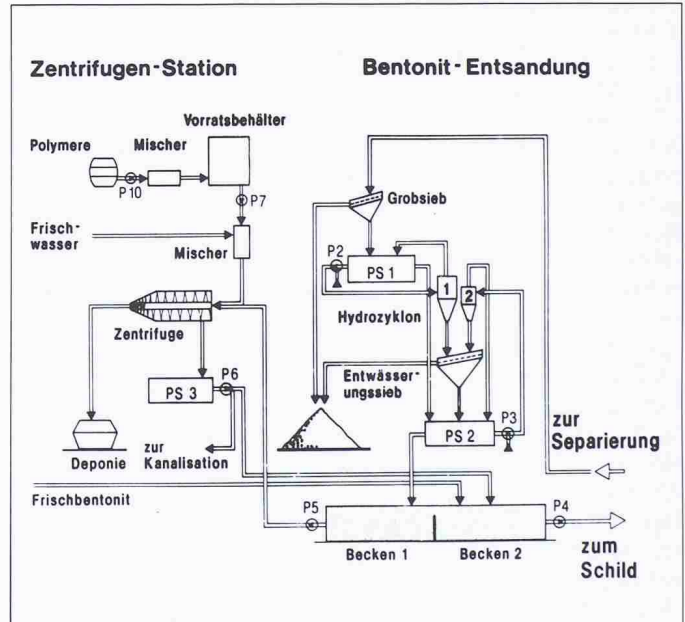 Zentrifugen-Station
Bentonit-Entsandung
Vorratsbehälter
Polymere
Mischer
P10
P7
Frisch-
wasser
Mischer
Zentrifuge
PS 3
P6
Deponie
zur
Kanalisation
Frischbentonit
Grobsieb
P2
PS 1
1
2
Hydrozyklon
Entwässer-
ungssieb
PS 2
P3
zur
Separierung
P5
P4
Becken 1
Becken 2
zum
Schild